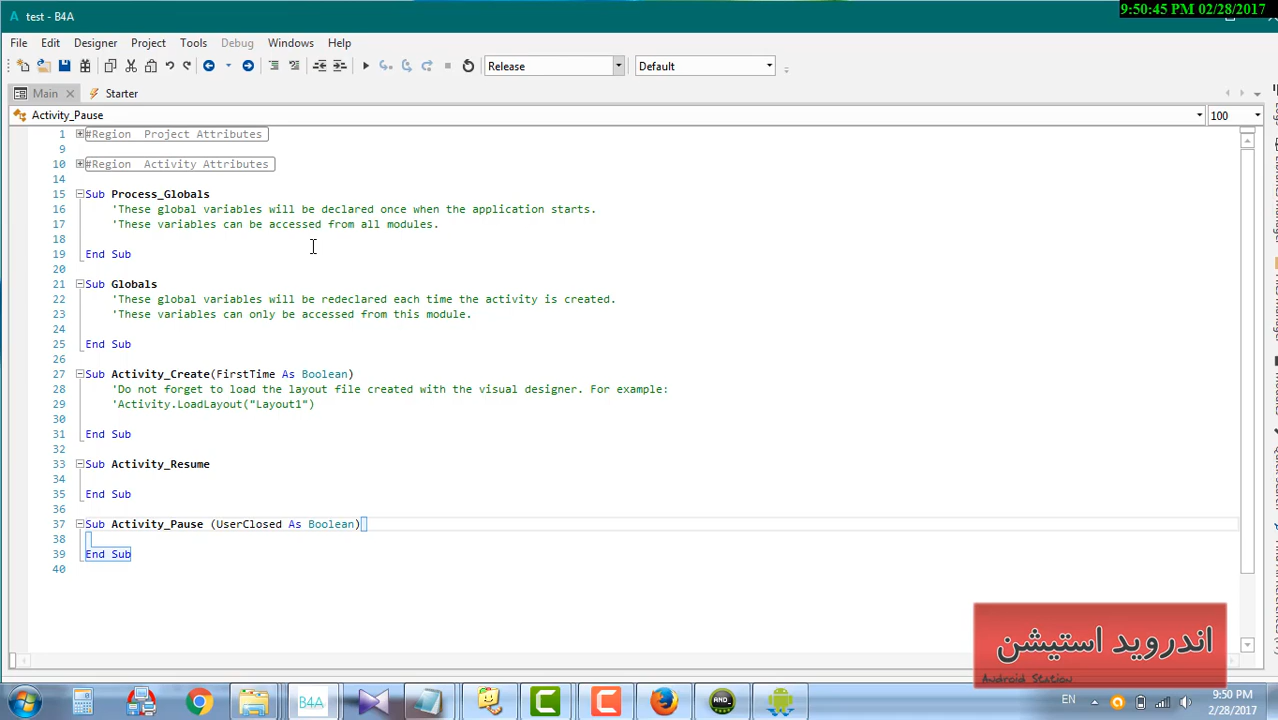 9:50:45 PM 02/28/2017
test - B4A
File Edit Designer Project Tools Debug Windows Help
Release Default
Main Starter
Activity_Pause 100
1 #Region Project Attributes
9
10 #Region Activity Attributes
14
15 Sub Process_Globals
16 'These global variables will be declared once when the application starts.
17 'These variables can be accessed from all modules.
18
19 End Sub
20
21 Sub Globals
22 'These global variables will be redeclared each time the activity is created.
23 'These variables can only be accessed from this module.
24
25 End Sub
26
27 Sub Activity_Create(FirstTime As Boolean)
28 'Do not forget to load the layout file created with the visual designer. For example:
29 'Activity.LoadLayout("Layout1")
30
31 End Sub
32
33 Sub Activity_Resume
34
35 End Sub
36
37 Sub Activity_Pause (UserClosed As Boolean)
38
39 End Sub
40
اندروید استیشن
Android Station
B4A
AND_
EN
9:50 PM
2/28/2017